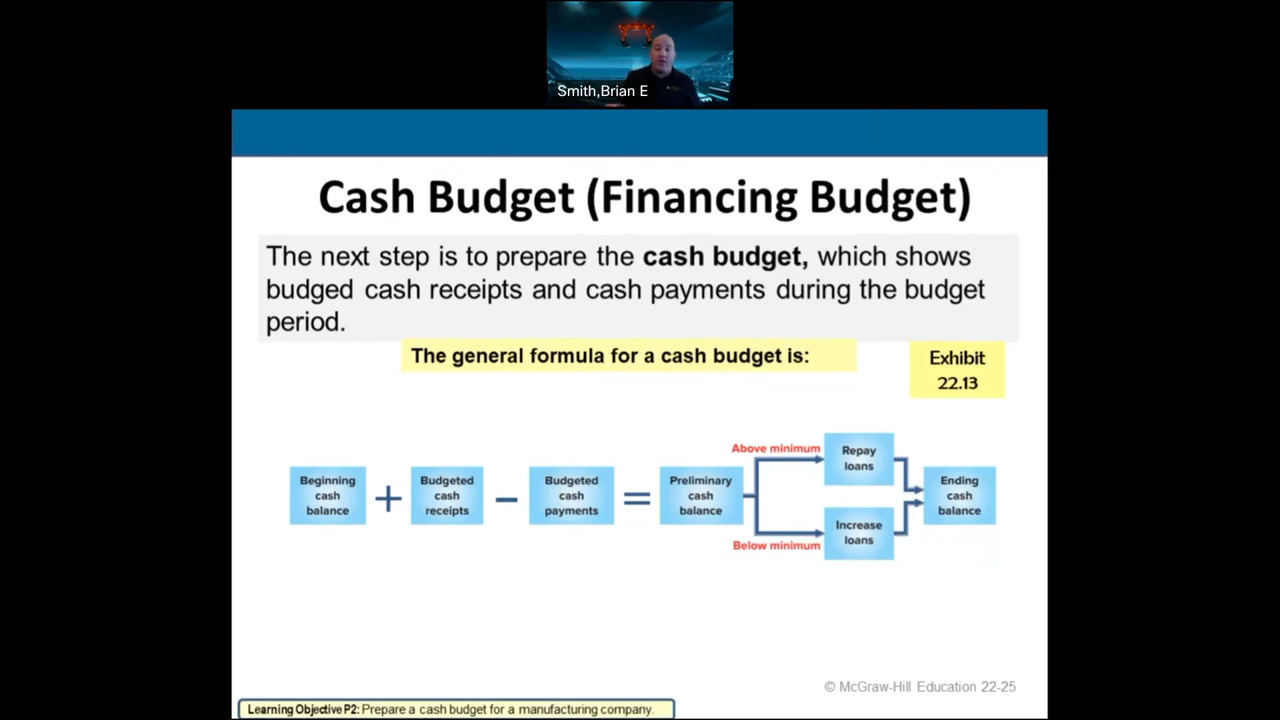 Smith,Brian E
Cash Budget (Financing Budget)
The next step is to prepare the cash budget, which shows
budged cash receipts and cash payments during the budget
period.
The general formula for a cash budget is:
Exhibit
22.13
Beginning
cash
balance
+
Budgeted
cash
receipts
−
Budgeted
cash
payments
=
Preliminary
cash
balance
Above minimum
Repay
loans
Below minimum
Increase
loans
Ending
cash
balance
© McGraw-Hill Education 22-25
Learning Objective P2: Prepare a cash budget for a manufacturing company.